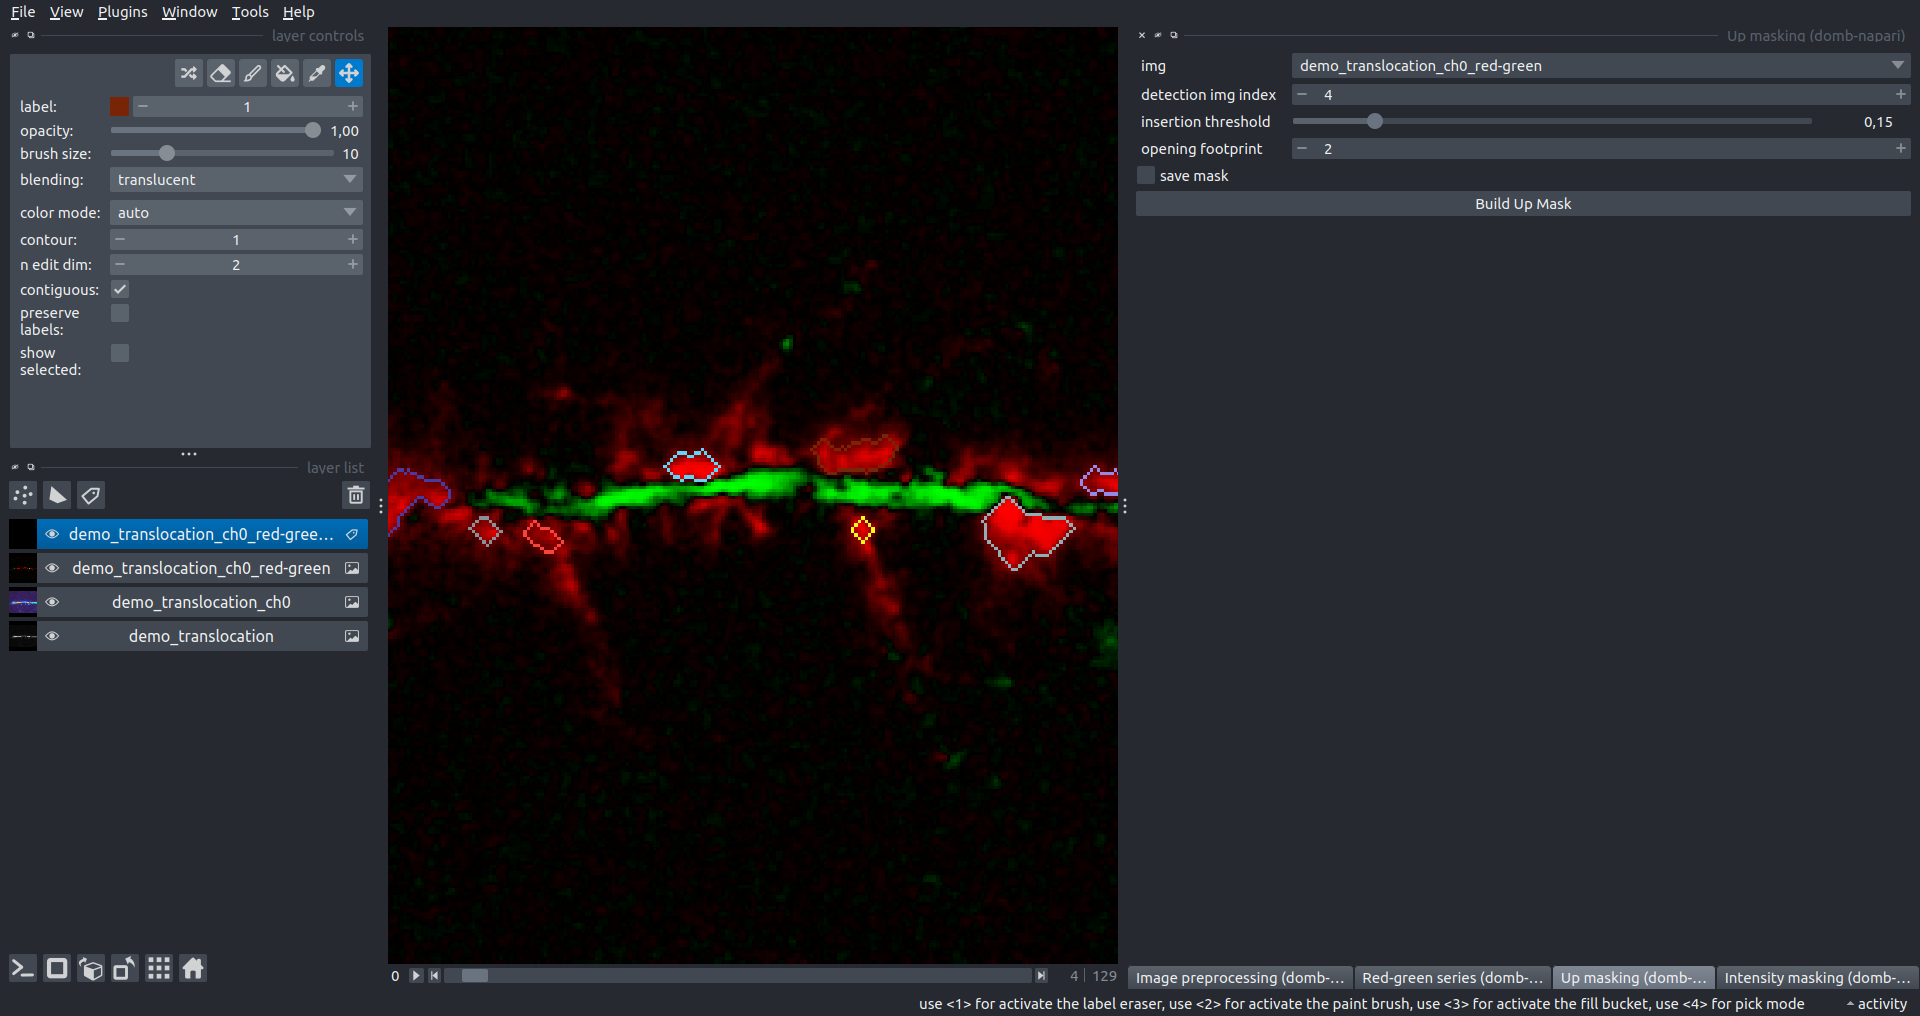 File View Plugins Window Tools Help
layer controls
label: 1
opacity: 1,00
brush size: 10
blending: translucent
color mode: auto
contour: 1
n edit dim: 2
contiguous:
preserve
labels:
show
selected:
layer list
demo_translocation_ch0_red-gree...
demo_translocation_ch0_red-green
demo_translocation_ch0
demo_translocation
0 4 129
Up masking (domb-napari)
img demo_translocation_ch0_red-green
detection img index 4
insertion threshold 0,15
opening footprint 2
save mask
Build Up Mask
Image preprocessing (domb-... Red-green series (domb-... Up masking (domb-... Intensity masking (domb-...
use <1> for activate the label eraser, use <2> for activate the paint brush, use <3> for activate the fill bucket, use <4> for pick mode activity